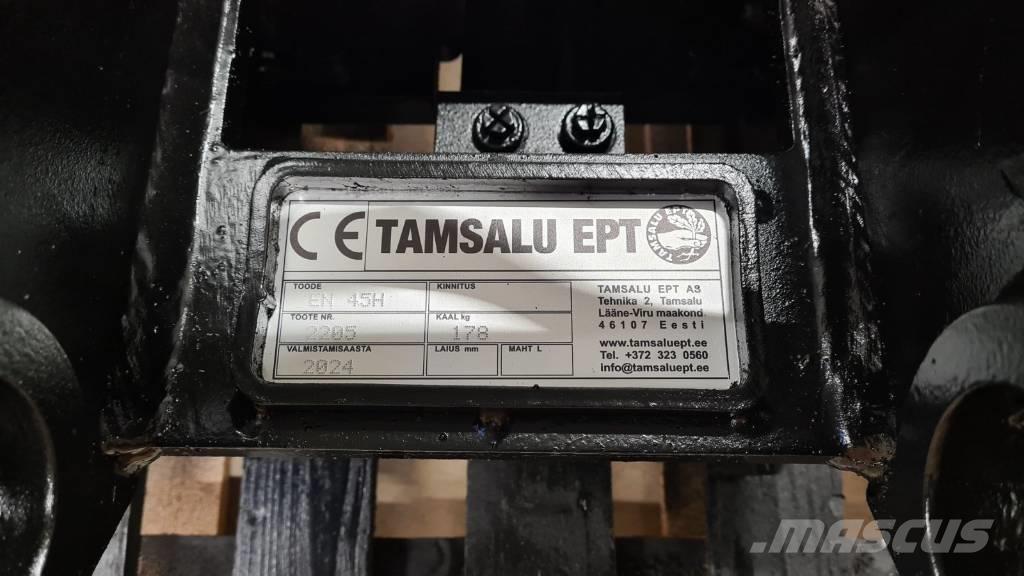 CE TAMSALU EPT TAMSALU EPT
TOODE
EN 45H
KINNITUS
TOOTE NR.
2205
KAAL kg
178
VALMISTAMISAASTA
2024
LAIUS mm
MAHT L
TAMSALU EPT AS
Tehnika 2, Tamsalu
Lääne-Viru maakond
46107 Eesti
www.tamsaluept.ee
Tel. +372 323 0560
info@tamsaluept.ee
MASCUS